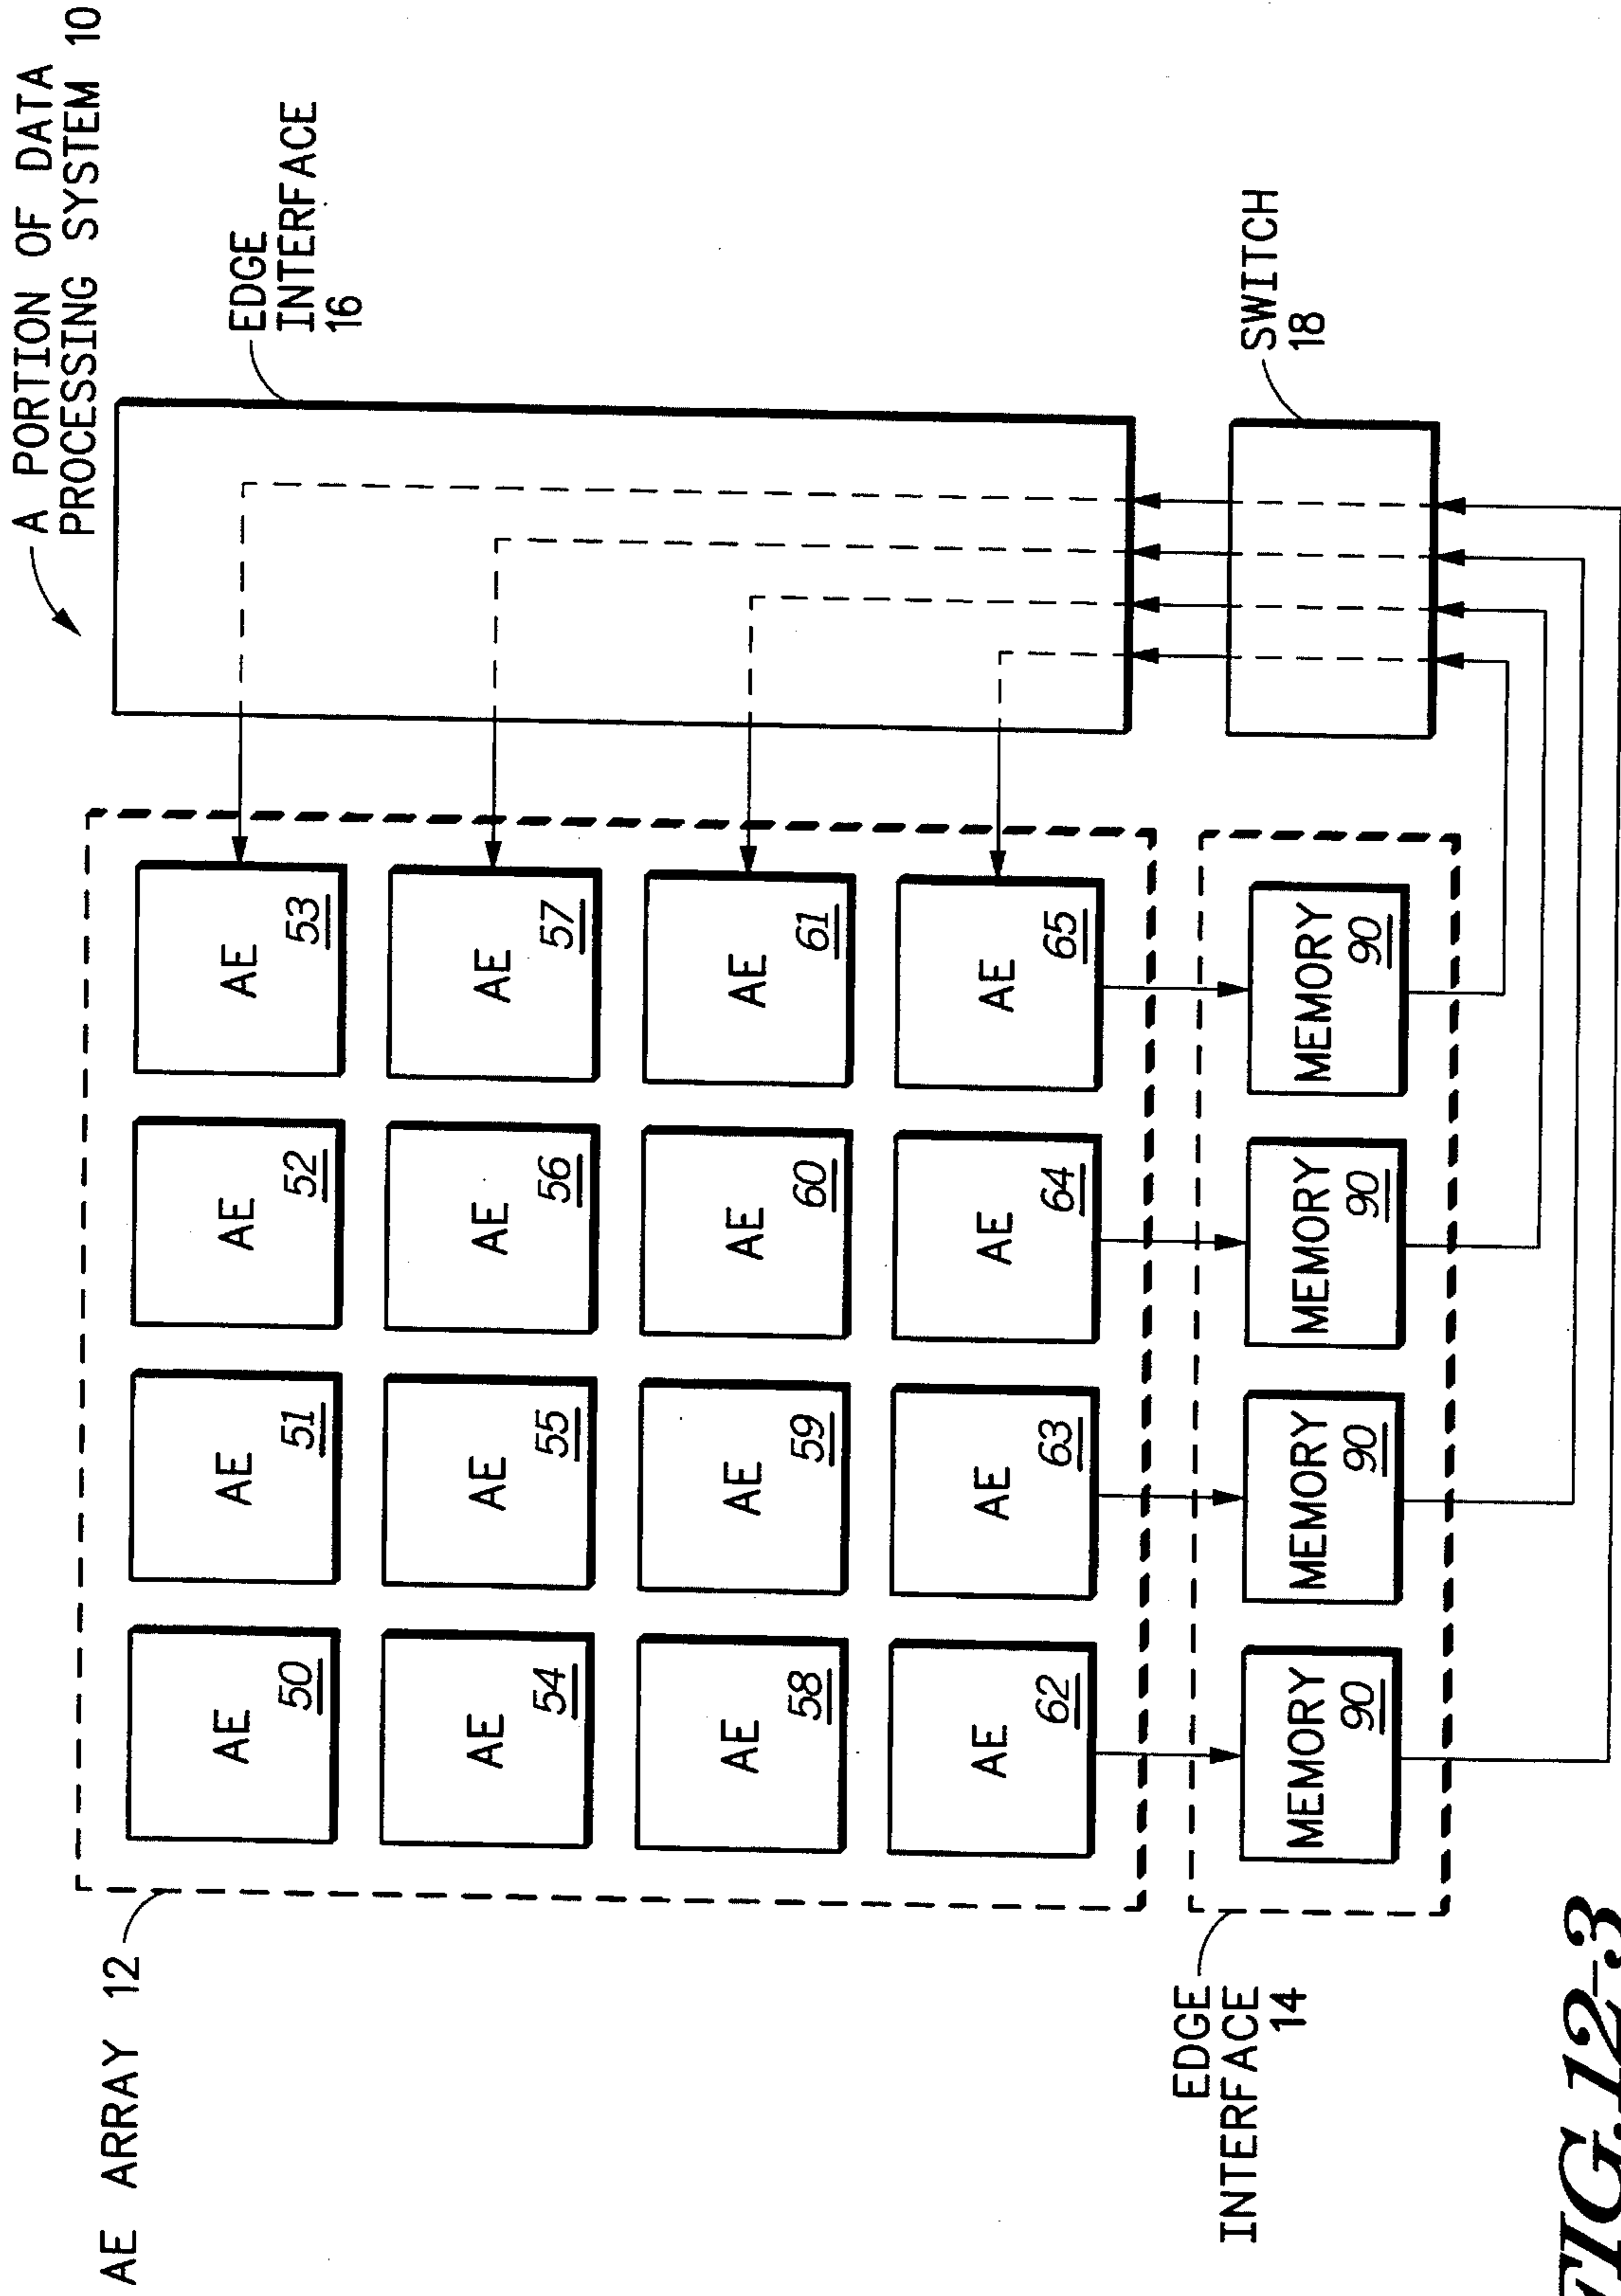 A PORTION OF DATA
PROCESSING SYSTEM 10
AE ARRAY 12
EDGE
INTERFACE
16
AE
50
AE
51
AE
52
AE
53
AE
54
AE
55
AE
56
AE
57
AE
58
AE
59
AE
60
AE
61
AE
62
AE
63
AE
64
AE
65
EDGE
INTERFACE
14
MEMORY
90
MEMORY
90
MEMORY
90
MEMORY
90
SWITCH
18
FIG.12-3